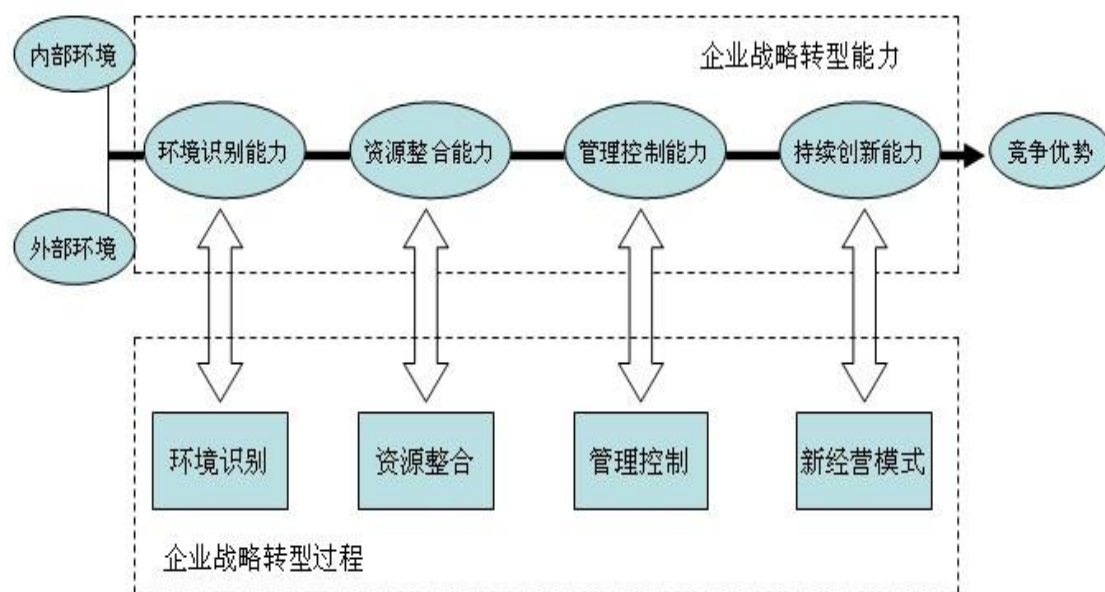 内部环境
企业战略转型能力
环境识别能力
资源整合能力
管理控制能力
持续创新能力
竞争优势
外部环境
环境识别
资源整合
管理控制
新经营模式
企业战略转型过程